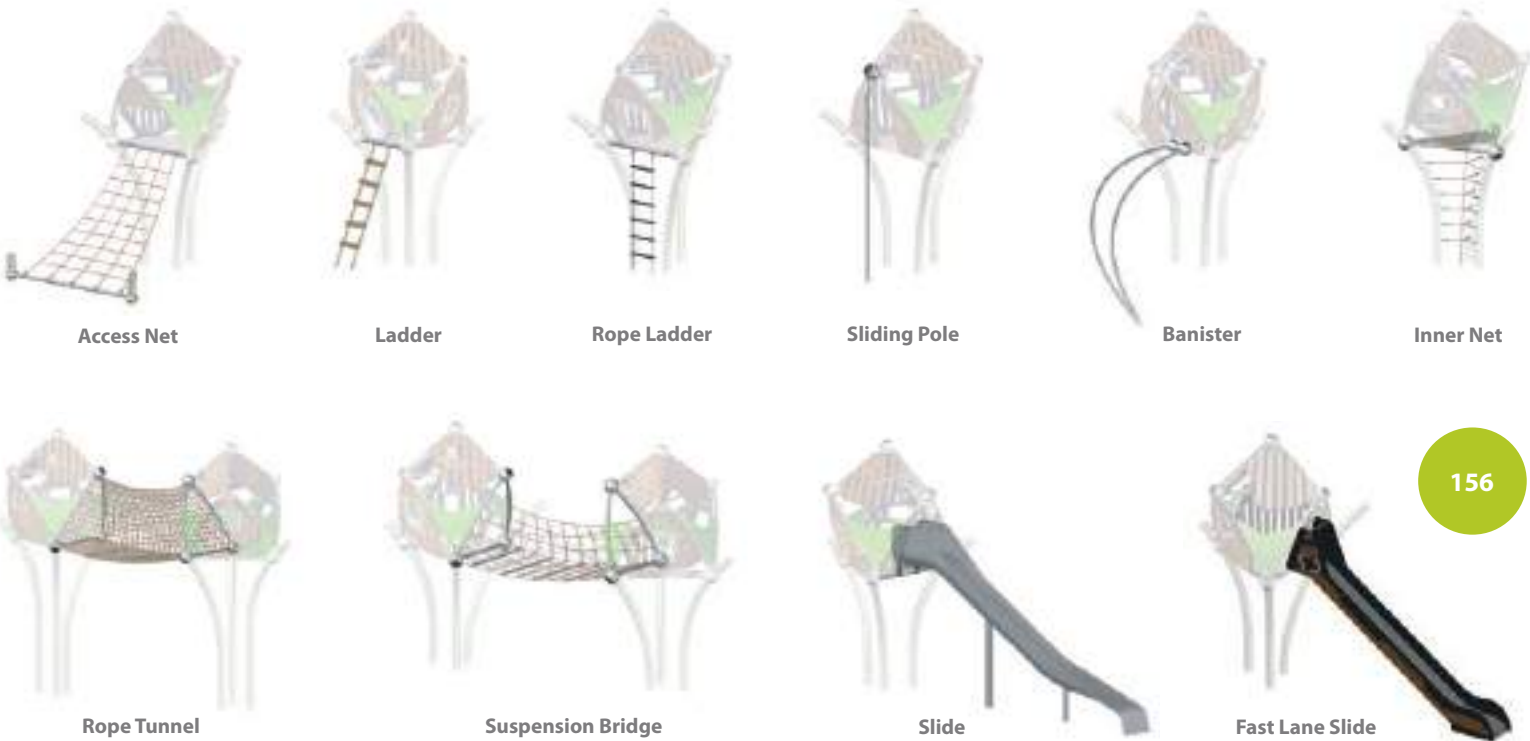 Access Net
Ladder
Rope Ladder
Sliding Pole
Banister
Inner Net
156
Rope Tunnel
Suspension Bridge
Slide
Fast Lane Slide